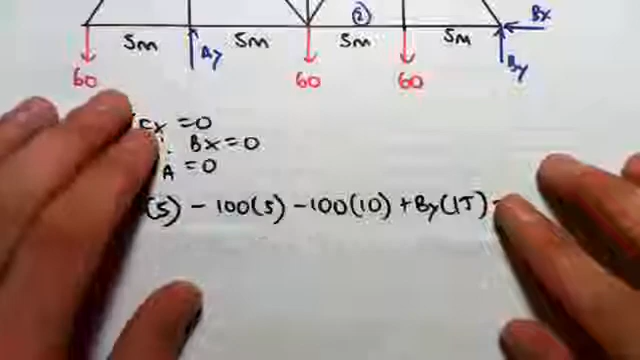 ② Bx
5m 5m 5m 5m
60 Ay 60 60 By
Fx = 0
∴ Bx = 0
A = 0
(5) - 100(5) - 100(10) + By(15)